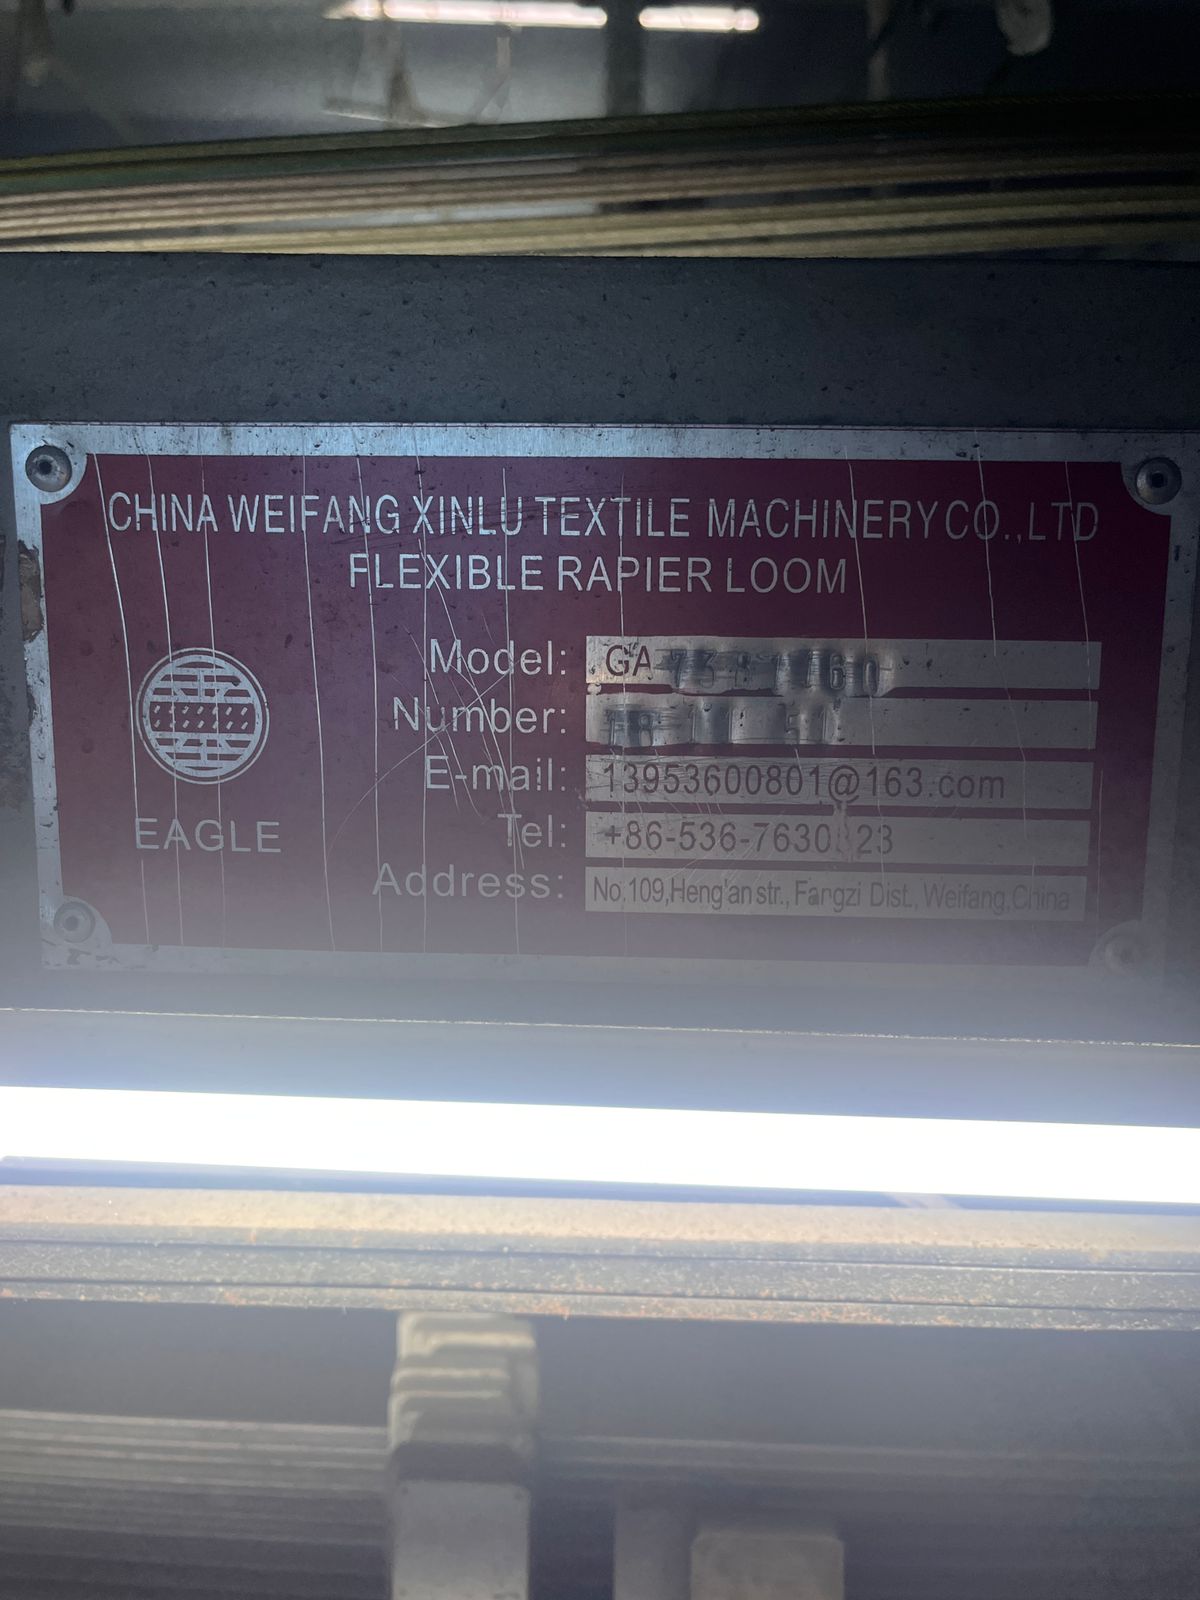 CHINA WEIFANG XINLU TEXTILE MACHINERY CO.,LTD
FLEXIBLE RAPIER LOOM
Model: GA
Number:
E-mail: 13953600801@163.com
Tel:
Address: No.109,Heng'an str., Fangzi Dist., Weifang,China
EAGLE